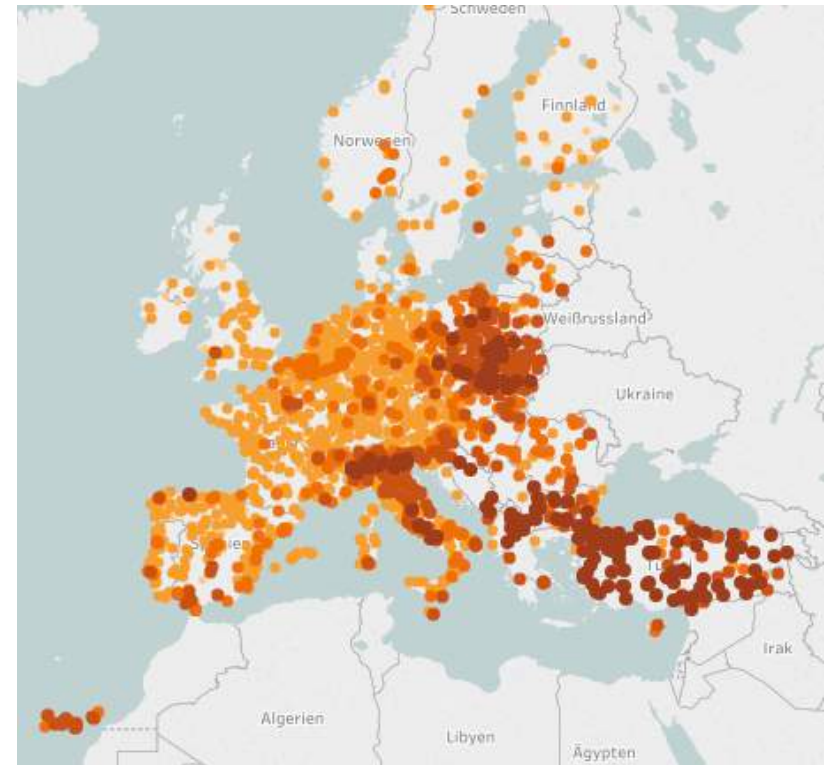 Schweden
Finnland
Norwegen
Weißrussland
Ukraine
Irak
Algerien
Libyen
Ägypten